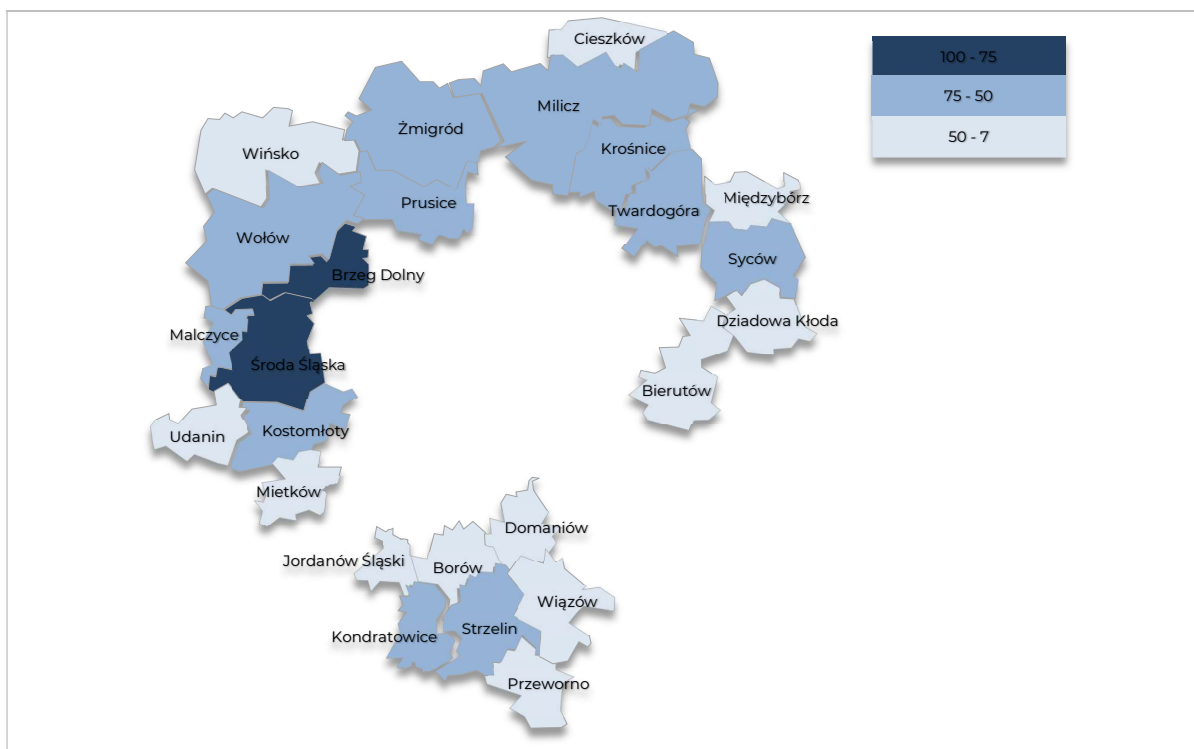 Cieszków
100 - 75
75 - 50
Milicz
Żmigród
50 - 7
Krośnice
Wińsko
Międzybórz
Prusice
Twardogóra
Wołów
Syców
Brzeg Dolny
Dziadowa Kłoda
Malczyce
Środa Śląska
Bierutów
Kostomłoty
Udanin
Mietków
Domaniów
Jordanów Śląski
Borów
Wiązów
Strzelin
Kondratowice
Przeworno